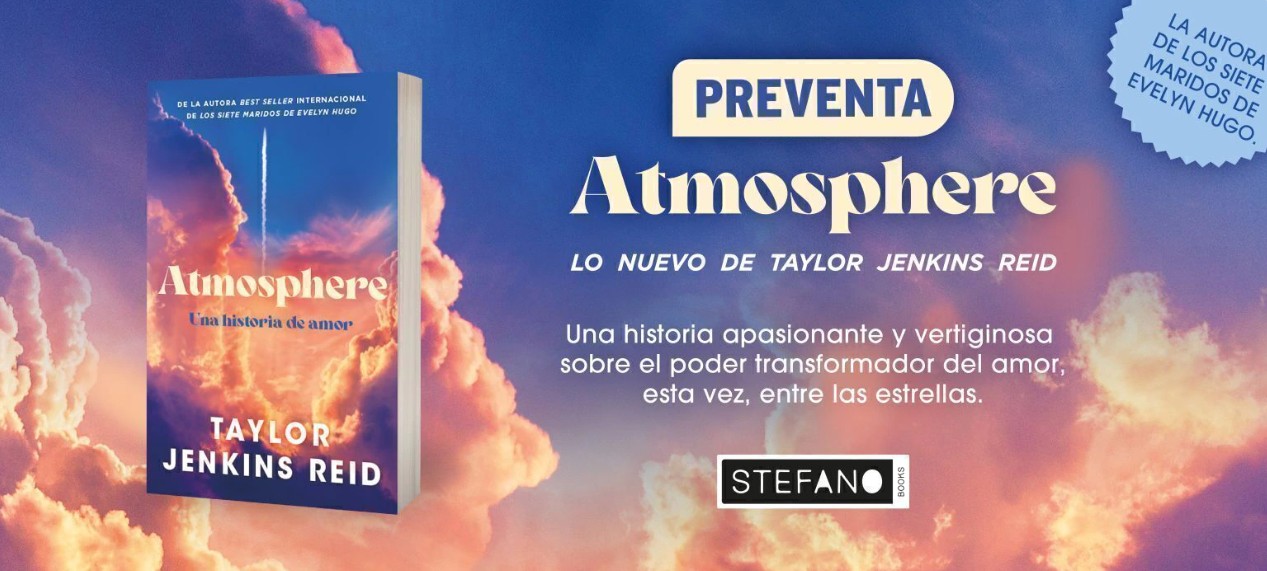 DE LA AUTORA BEST SELLER INTERNACIONAL
DE LOS SIETE MARIDOS DE EVELYN HUGO
Atmosphere
Una historia de amor
TAYLOR
JENKINS REID
PREVENTA
Atmosphere
LO NUEVO DE TAYLOR JENKINS REID
Una historia apasionante y vertiginosa
sobre el poder transformador del amor,
esta vez, entre las estrellas.
STEFANO
BOOKS
LA AUTORA
DE LOS SIETE
MARIDOS DE
EVELYN HUGO.